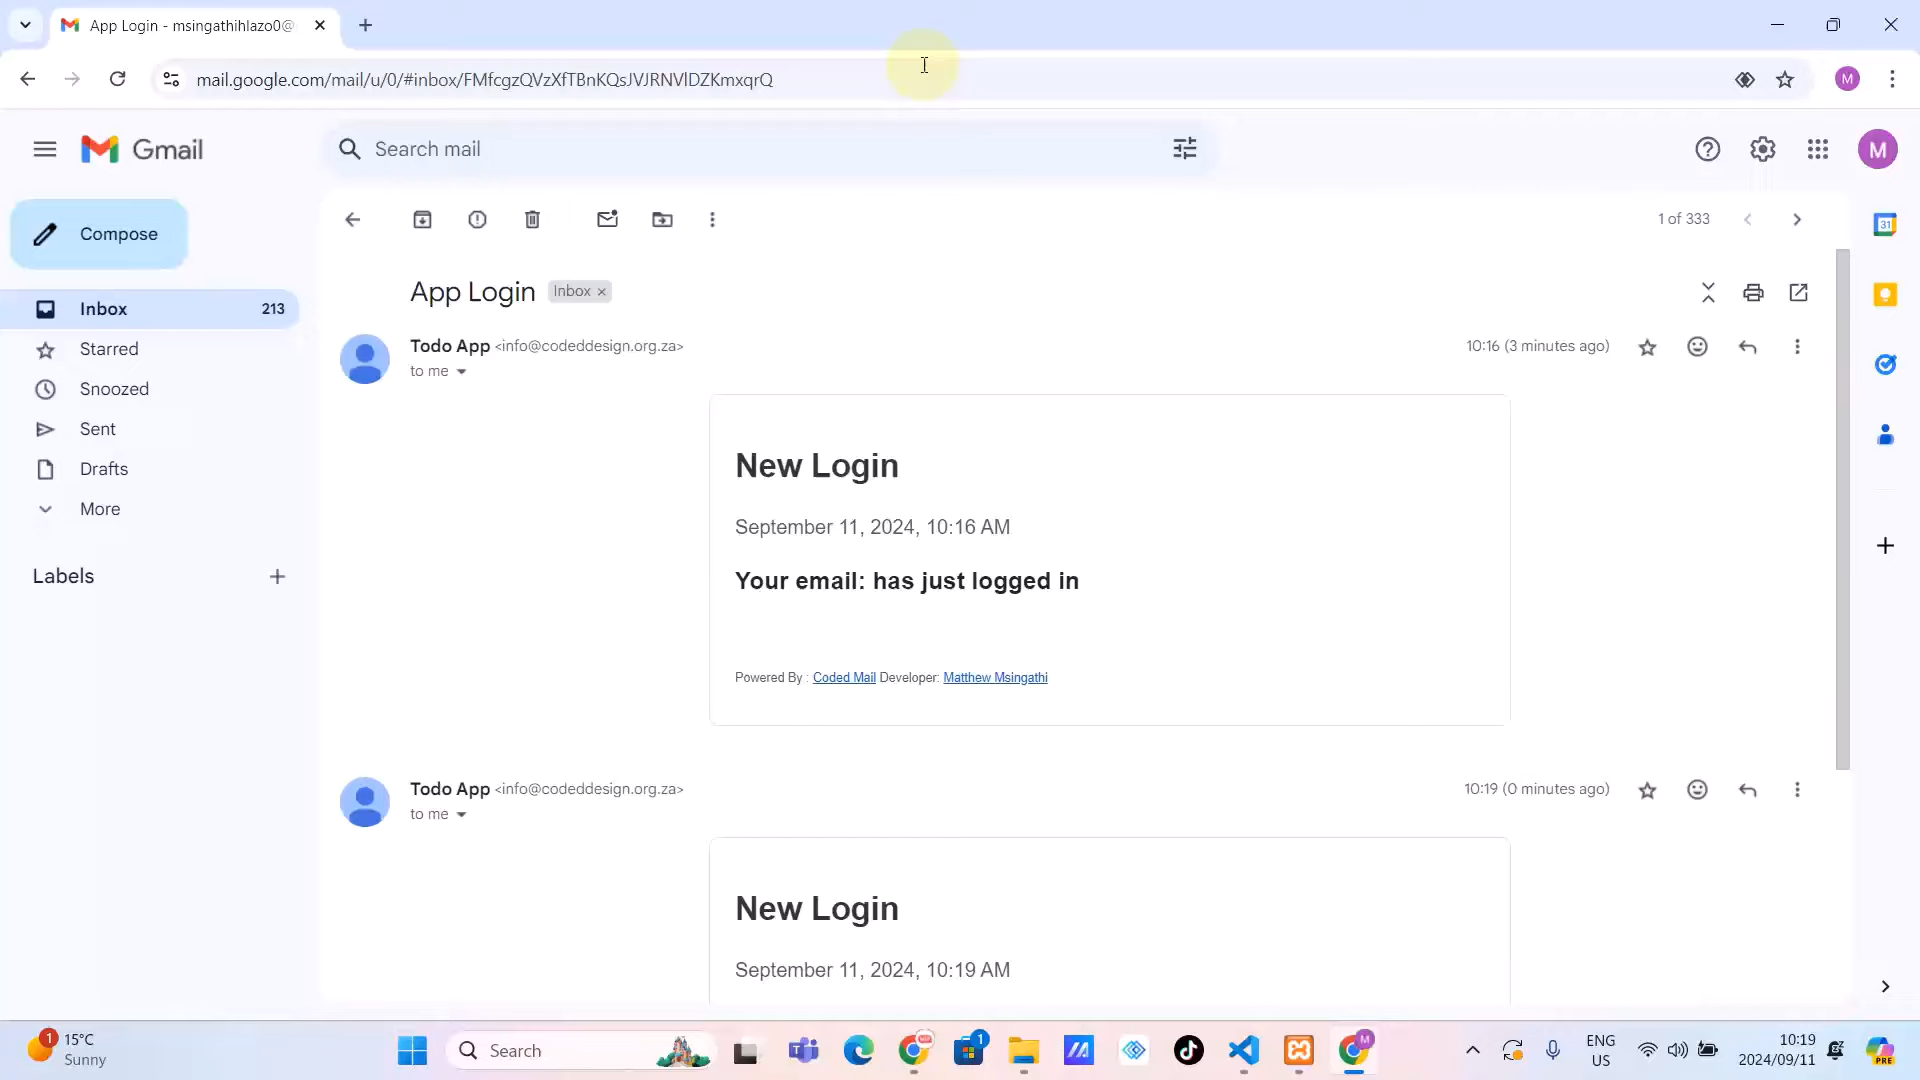 App Login - msingathihlazo0@
mail.google.com/mail/u/0/#inbox/FMfcgzQVzXfTBnKQsJVJRNVlDZKmxqrQ
M
Gmail
Search mail
M
Compose
1 of 333
31
App Login
Inbox ×
Inbox
213
Todo App <info@codeddesign.org.za>
10:16 (3 minutes ago)
Starred
to me
Snoozed
Sent
New Login
Drafts
More
September 11, 2024, 10:16 AM
Labels
Your email: has just logged in
Powered By : Coded Mail Developer: Matthew Msingathi
Todo App <info@codeddesign.org.za>
10:19 (0 minutes ago)
to me
New Login
September 11, 2024, 10:19 AM
1
15°C
Sunny
Search
1
M
ENG
US
10:19
2024/09/11
PRE